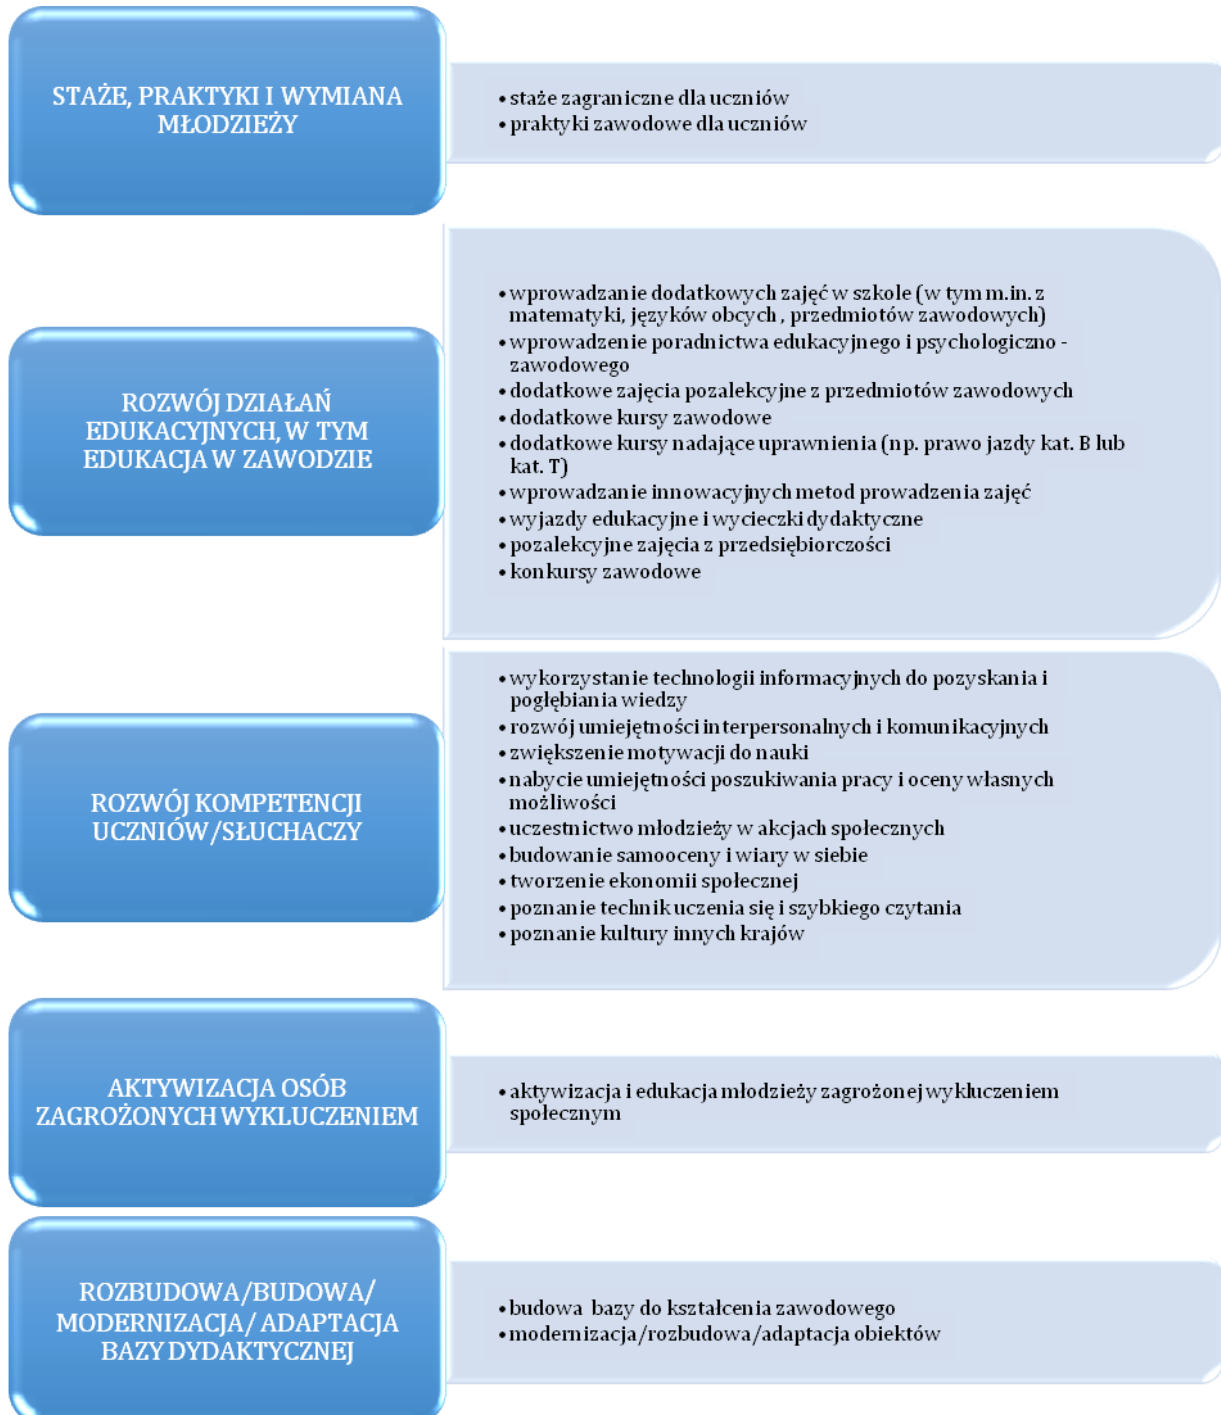 STAŻE, PRAKTYKI I WYMIANA
MŁODZIEŻY
• staże zagraniczne dla uczniów
• praktyki zawodowe dla uczniów
ROZWÓJ DZIAŁAŃ
EDUKACYJNYCH, W TYM
EDUKACJA W ZAWODZIE
• wprowadzanie dodatkowych zajęć w szkole (w tym m.in. z
matematyki, języków obcych , przedmiotów zawodowych)
• wprowadzenie poradnictwa edukacyjnego i psychologiczno -
zawodowego
• dodatkowe zajęcia pozalekcyjne z przedmiotów zawodowych
• dodatkowe kursy zawodowe
• dodatkowe kursy nadające uprawnienia (np. prawo jazdy kat. B lub
kat. T)
• wprowadzanie innowacyjnych metod prowadzenia zajęć
• wyjazdy edukacyjne i wycieczki dydaktyczne
• pozalekcyjne zajęcia z przedsiębiorczości
• konkursy zawodowe
ROZWÓJ KOMPETENCJI
UCZNIÓW/SŁUCHACZY
• wykorzystanie technologii informacyjnych do pozyskania i
pogłębiania wiedzy
• rozwój umiejętności interpersonalnych i komunikacyjnych
• zwiększenie motywacji do nauki
• nabycie umiejętności poszukiwania pracy i oceny własnych
możliwości
• uczestnictwo młodzieży w akcjach społecznych
• budowanie samooceny i wiary w siebie
• tworzenie ekonomii społecznej
• poznanie technik uczenia się i szybkiego czytania
• poznanie kultury innych krajów
AKTYWIZACJA OSÓB
ZAGROŻONYCH WYKLUCZENIEM
• aktywizacja i edukacja młodzieży zagrożonej wykluczeniem
społecznym
ROZBUDOWA/BUDOWA/
MODERNIZACJA/ ADAPTACJA
BAZY DYDAKTYCZNEJ
• budowa bazy do kształcenia zawodowego
• modernizacja/rozbudowa/adaptacja obiektów